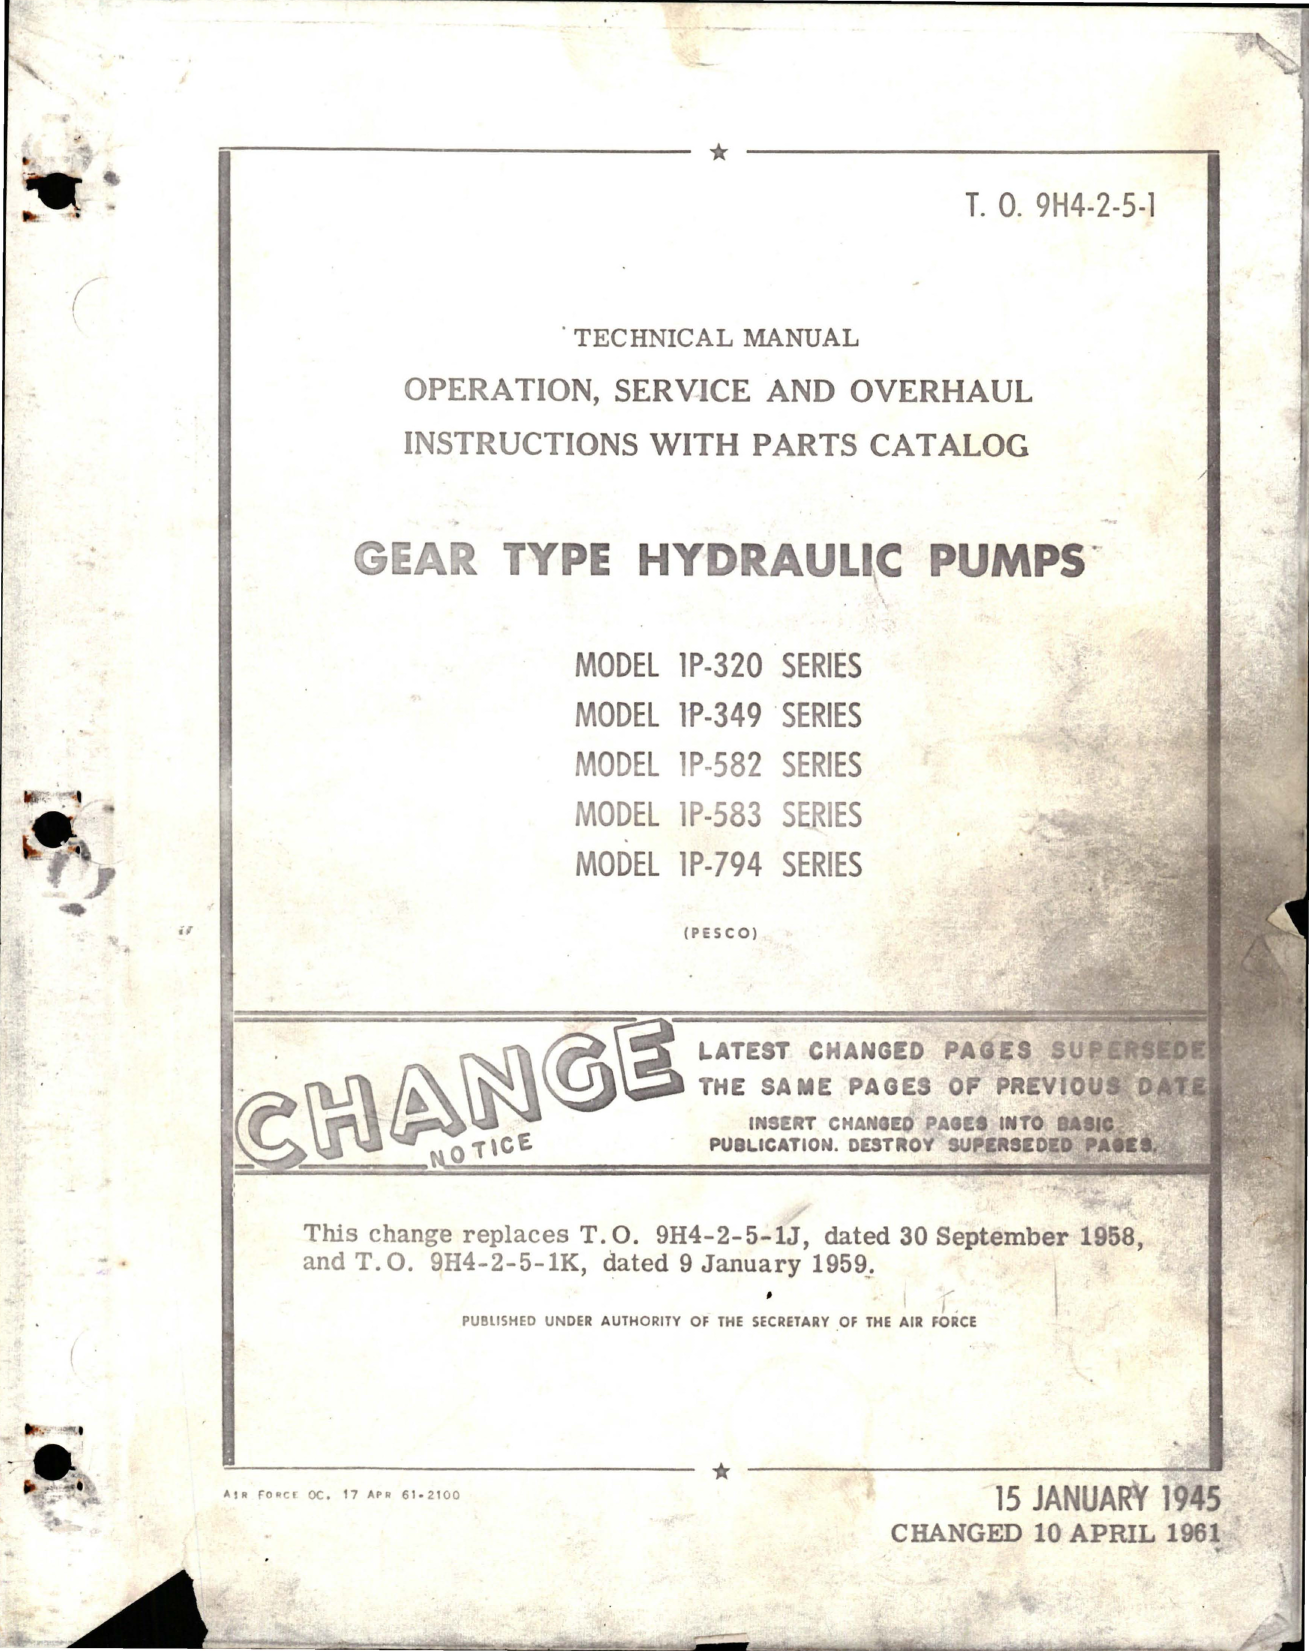 T. O. 9H4-2-5-1
TECHNICAL MANUAL
OPERATION, SERVICE AND OVERHAUL
INSTRUCTIONS WITH PARTS CATALOG
GEAR TYPE HYDRAULIC PUMPS
MODEL 1P-320 SERIES
MODEL 1P-349 SERIES
MODEL 1P-582 SERIES
MODEL 1P-583 SERIES
MODEL 1P-794 SERIES
(PESCO)
CHANGE
NOTICE
LATEST CHANGED PAGES SUPERSEDE
THE SAME PAGES OF PREVIOUS DATE
INSERT CHANGED PAGES INTO BASIC
PUBLICATION. DESTROY SUPERSEDED PAGES.
This change replaces T.O. 9H4-2-5-1J, dated 30 September 1958,
and T.O. 9H4-2-5-1K, dated 9 January 1959.
PUBLISHED UNDER AUTHORITY OF THE SECRETARY OF THE AIR FORCE
AIR FORCE OC, 17 APR 61-2100
15 JANUARY 1945
CHANGED 10 APRIL 1961